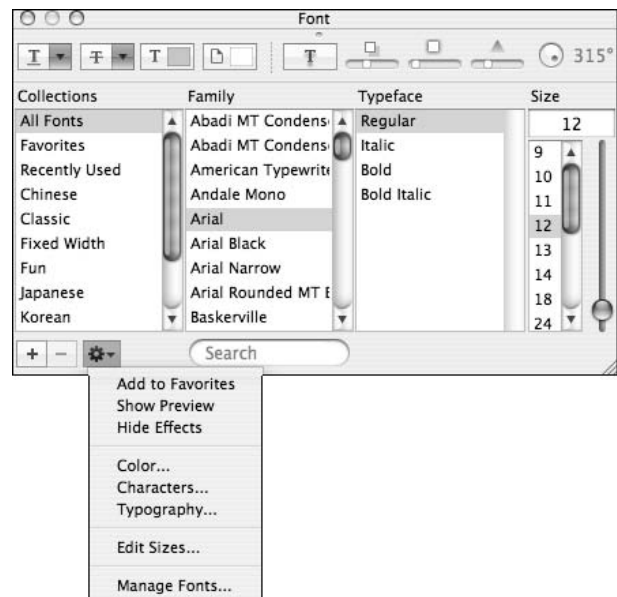 Font
T T T T 315°
Collections Family Typeface Size
All Fonts Abadi MT Condens Regular 12
Favorites Abadi MT Condens Italic 9
Recently Used American Typewrite Bold 10
Chinese Andale Mono Bold Italic 11
Classic Arial 12
Fixed Width Arial Black 13
Fun Arial Narrow 14
Japanese Arial Rounded MT E 18
Korean Baskerville 24
Search
Add to Favorites
Show Preview
Hide Effects
Color...
Characters...
Typography...
Edit Sizes...
Manage Fonts...